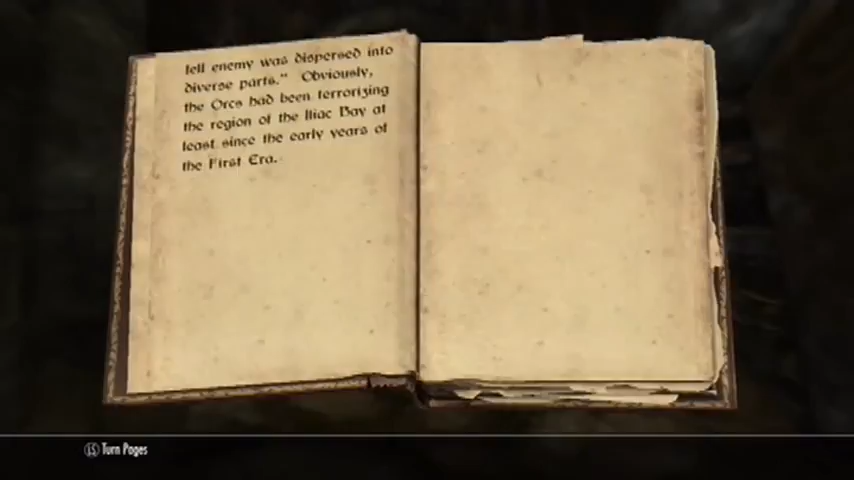 fell enemy was dispersed into
diverse parts." Obviously,
the Orcs had been terrorizing
the region of the Iliac Bay at
least since the early years of
the First Era.
LS Turn Pages